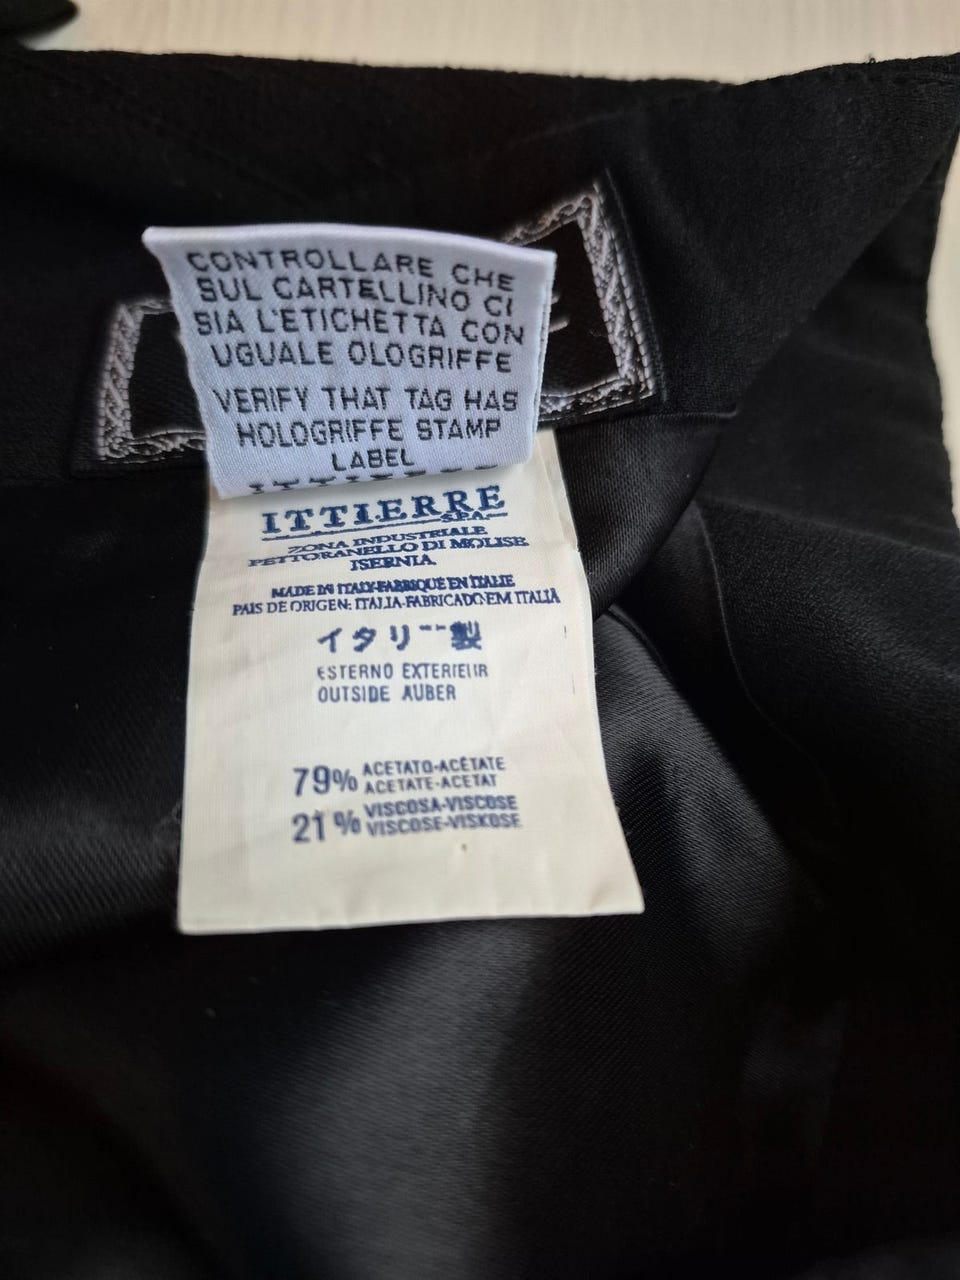 CONTROLLARE CHE
SUL CARTELLINO CI
SIA L'ETICHETTA CON
UGUALE OLOGRIFFE
VERIFY THAT TAG HAS
HOLOGRIFFE STAMP
LABEL
ITTIERRE
SPA
ZONA INDUSTRIALE
PETTORANELLO DI MOLISE
ISERNIA
MADE IN ITALY-FABRIQUÉ EN ITALIE
PAIS DE ORIGEN: ITALIA-FABRICADO EM ITALIA
イタリー製
ESTERNO EXTERIEUR
OUTSIDE AUBER
79% ACETATO-ACÉTATE
ACETATE-ACETAT
21% VISCOSA-VISCOSE
VISCOSE-VISKOSE